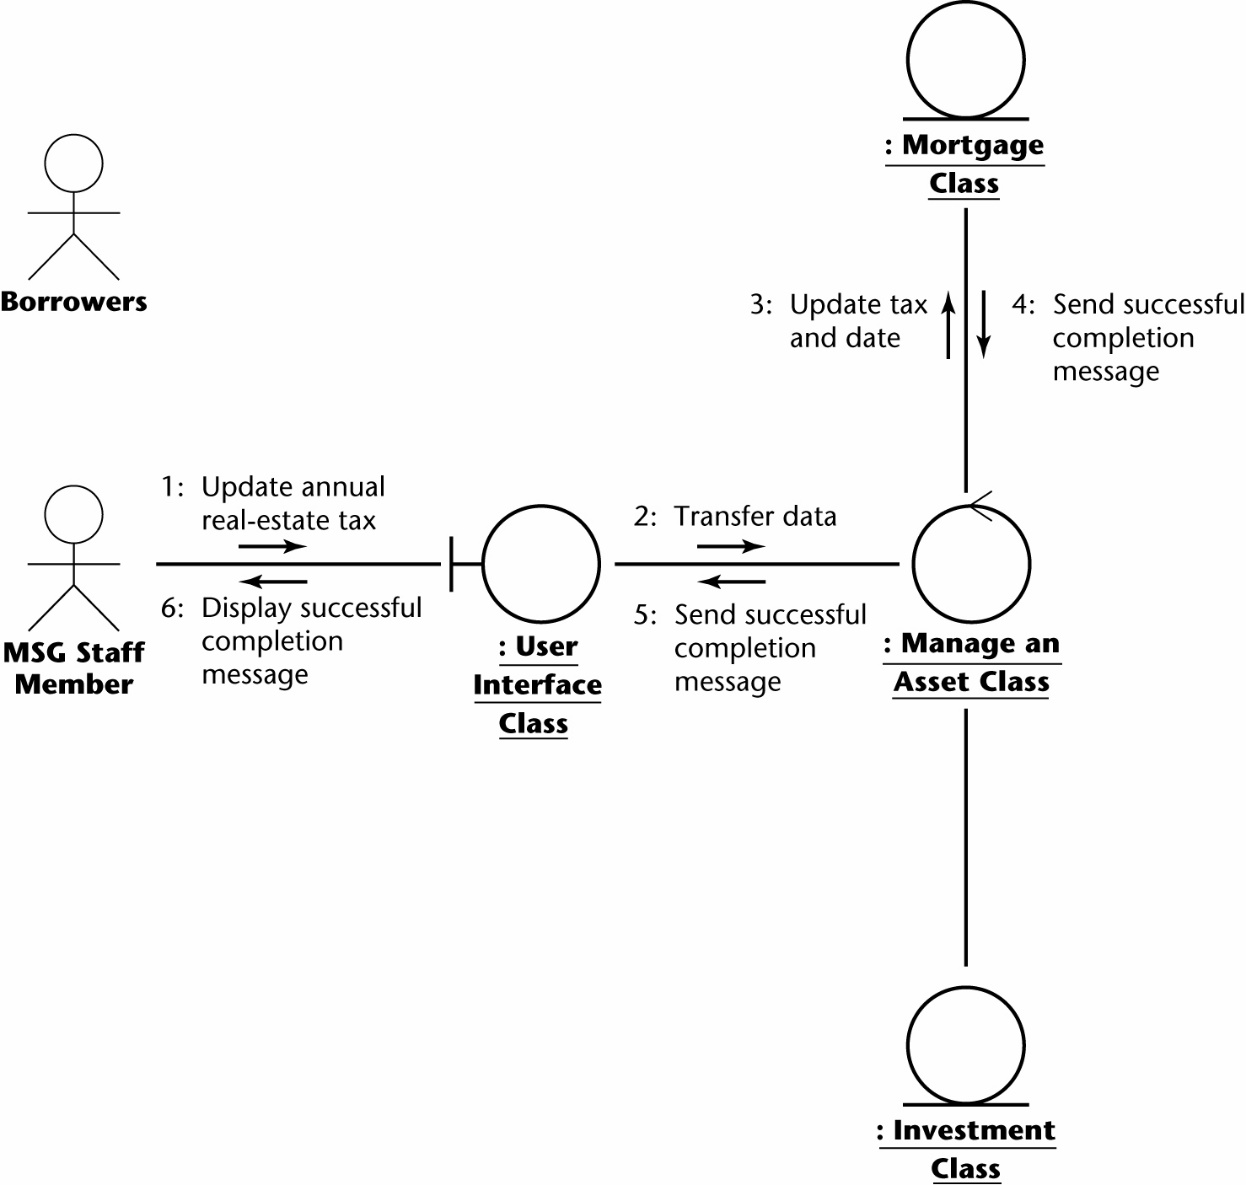 : Mortgage
Class
Borrowers
3: Update tax
and date
4: Send successful
completion
message
1: Update annual
real-estate tax
2: Transfer data
6: Display successful
completion
message
5: Send successful
completion
message
MSG Staff
Member
: User
Interface
Class
: Manage an
Asset Class
: Investment
Class